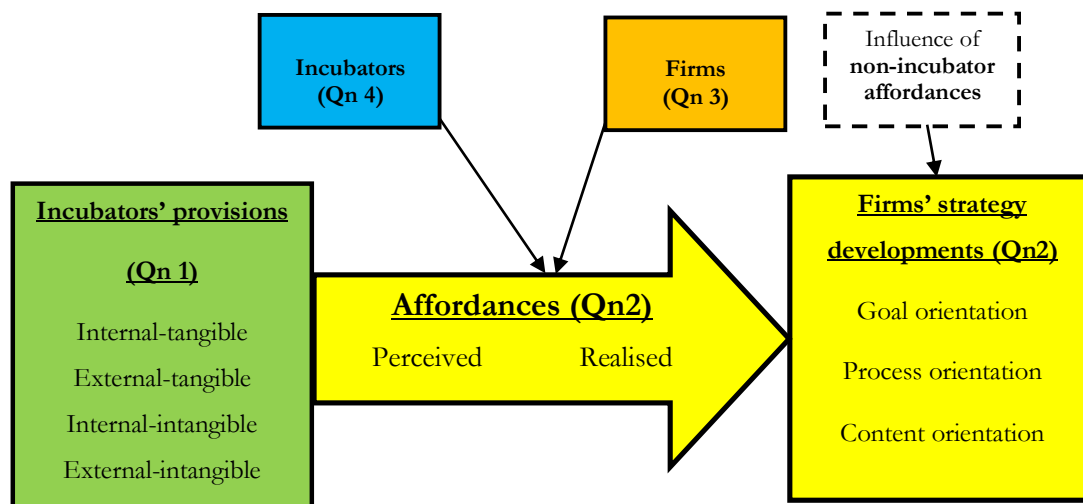 Incubators
(Qn 4)
Firms
(Qn 3)
Influence of
non-incubator
affordances
Incubators’ provisions
(Qn 1)
Internal-tangible
External-tangible
Internal-intangible
External-intangible
Affordances (Qn2)
Perceived Realised
Firms’ strategy
developments (Qn2)
Goal orientation
Process orientation
Content orientation